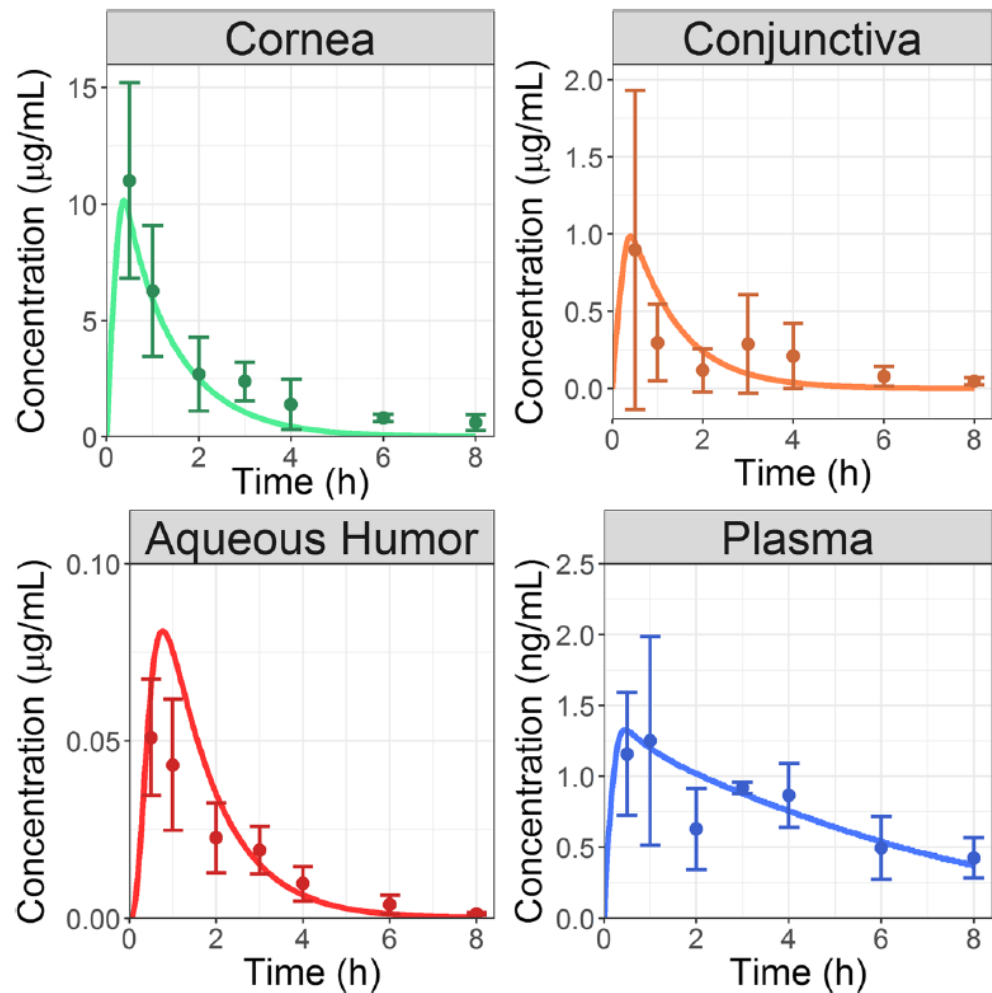 Cornea
Concentration (μg/mL)
15
10
5
0
0 2 4 6 8
Time (h)
Conjunctiva
Concentration (μg/mL)
2.0
1.5
1.0
0.5
0.0
0 2 4 6 8
Time (h)
Aqueous Humor
Concentration (μg/mL)
0.10
0.05
0.00
0 2 4 6 8
Time (h)
Plasma
Concentration (ng/mL)
2.5
2.0
1.5
1.0
0.5
0.0
0 2 4 6 8
Time (h)